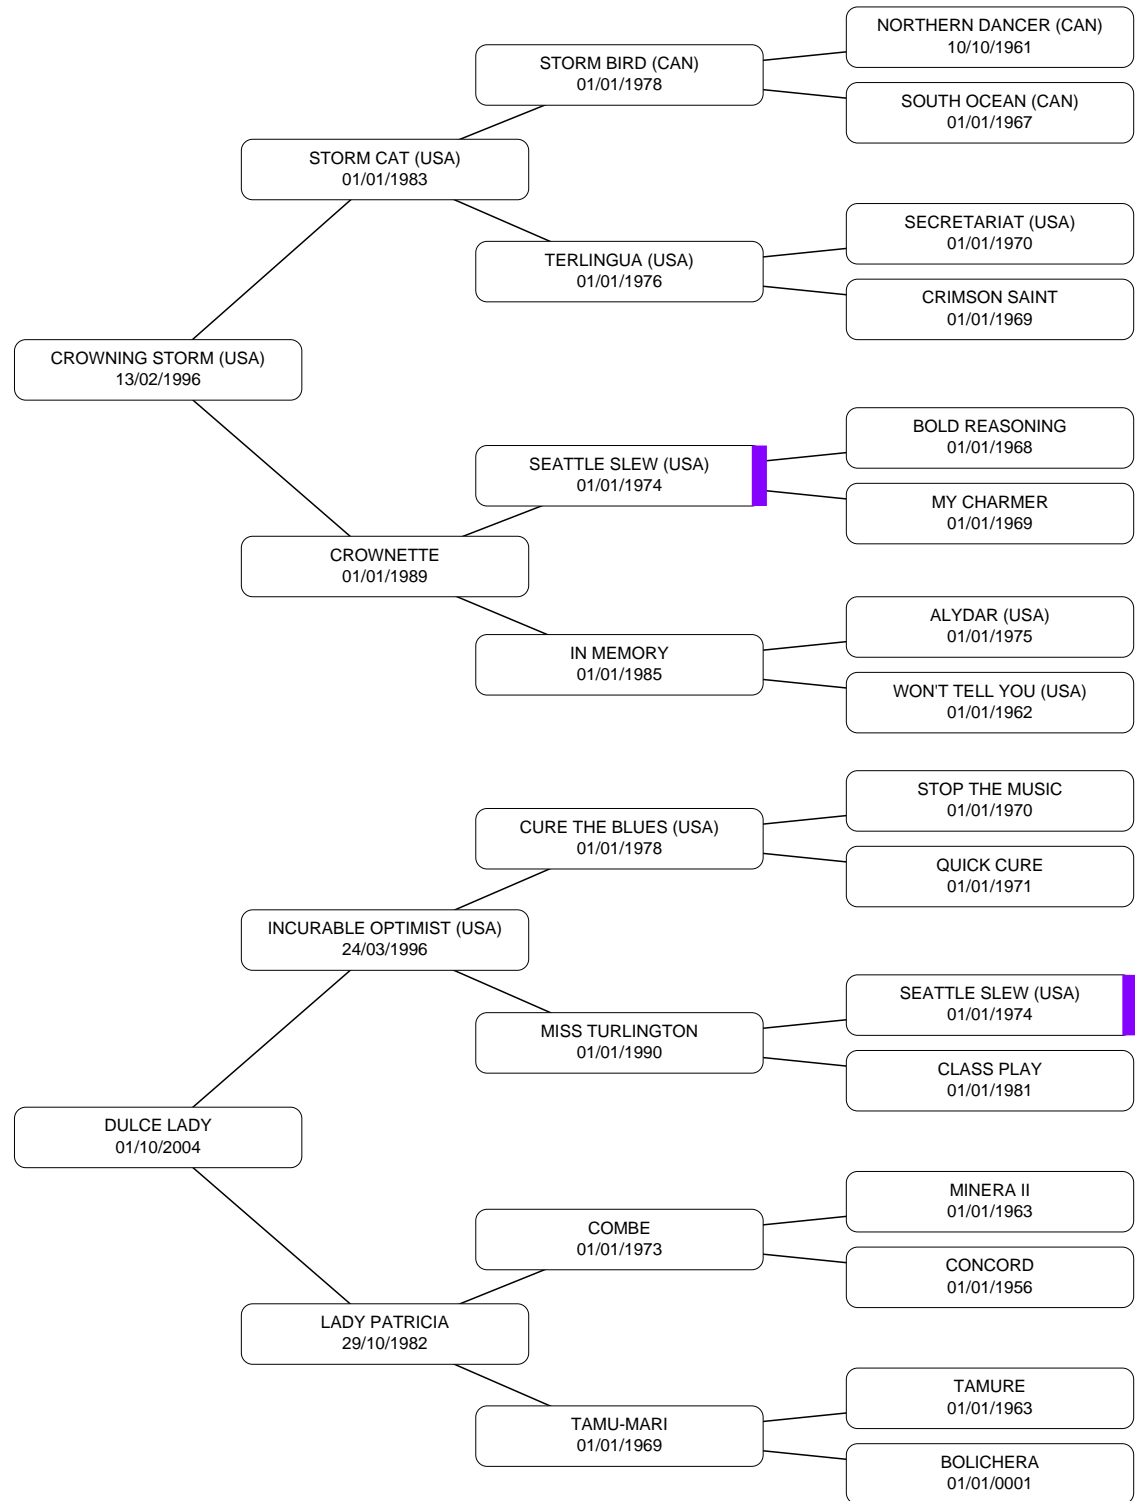 NORTHERN DANCER (CAN)
10/10/1961
STORM BIRD (CAN)
01/01/1978
SOUTH OCEAN (CAN)
01/01/1967
STORM CAT (USA)
01/01/1983
SECRETARIAT (USA)
01/01/1970
TERLINGUA (USA)
01/01/1976
CRIMSON SAINT
01/01/1969
CROWNING STORM (USA)
13/02/1996
BOLD REASONING
01/01/1968
SEATTLE SLEW (USA)
01/01/1974
MY CHARMER
01/01/1969
CROWNETTE
01/01/1989
ALYDAR (USA)
01/01/1975
IN MEMORY
01/01/1985
WON'T TELL YOU (USA)
01/01/1962
STOP THE MUSIC
01/01/1970
CURE THE BLUES (USA)
01/01/1978
QUICK CURE
01/01/1971
INCURABLE OPTIMIST (USA)
24/03/1996
SEATTLE SLEW (USA)
01/01/1974
MISS TURLINGTON
01/01/1990
CLASS PLAY
01/01/1981
DULCE LADY
01/10/2004
MINERA II
01/01/1963
COMBE
01/01/1973
CONCORD
01/01/1956
LADY PATRICIA
29/10/1982
TAMURE
01/01/1963
TAMU-MARI
01/01/1969
BOLICHERA
01/01/0001